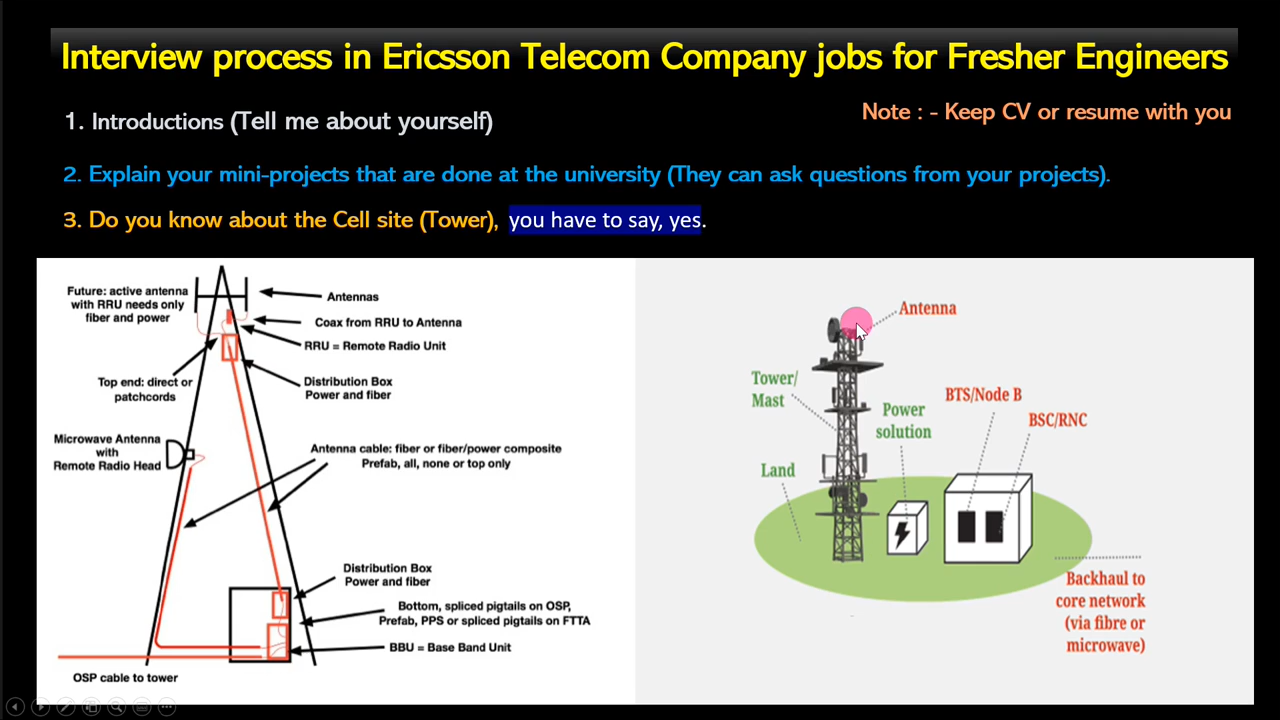 Interview process in Ericsson Telecom Company jobs for Fresher Engineers
1. Introductions (Tell me about yourself)
Note : - Keep CV or resume with you
2. Explain your mini-projects that are done at the university (They can ask questions from your projects).
3. Do you know about the Cell site (Tower), you have to say, yes.
Future: active antenna
with RRU needs only
fiber and power
Antennas
Coax from RRU to Antenna
RRU = Remote Radio Unit
Top end: direct or
patchcords
Distribution Box
Power and fiber
Microwave Antenna
with
Remote Radio Head
Antenna cable: fiber or fiber/power composite
Prefab, all, none or top only
Distribution Box
Power and fiber
Bottom, spliced pigtails on OSP,
Prefab, PPS or spliced pigtails on FTTA
BBU = Base Band Unit
OSP cable to tower
Antenna
Tower/
Mast
Power
solution
BTS/Node B
BSC/RNC
Land
Backhaul to
core network
(via fibre or
microwave)